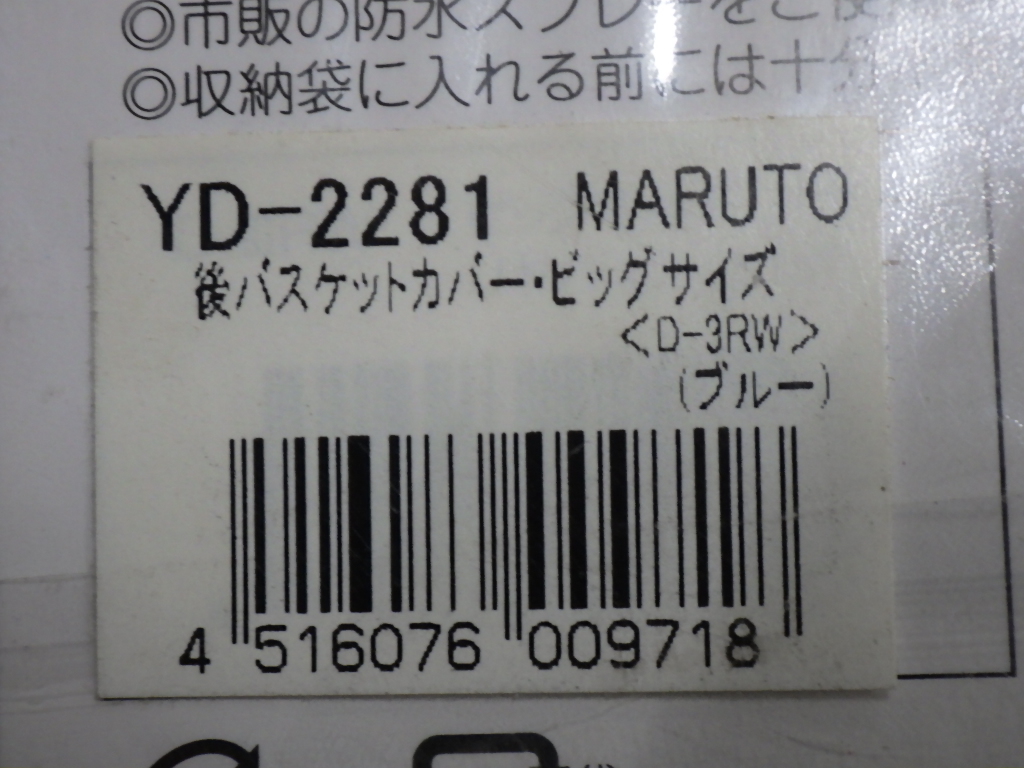 ◎市販の防水スプレーをご使
◎収納袋に入れる前には十分
YD-2281 MARUTO
後バスケットカバー・ビッグサイズ
<D-3RW>
(ブルー)
4 516076 009718